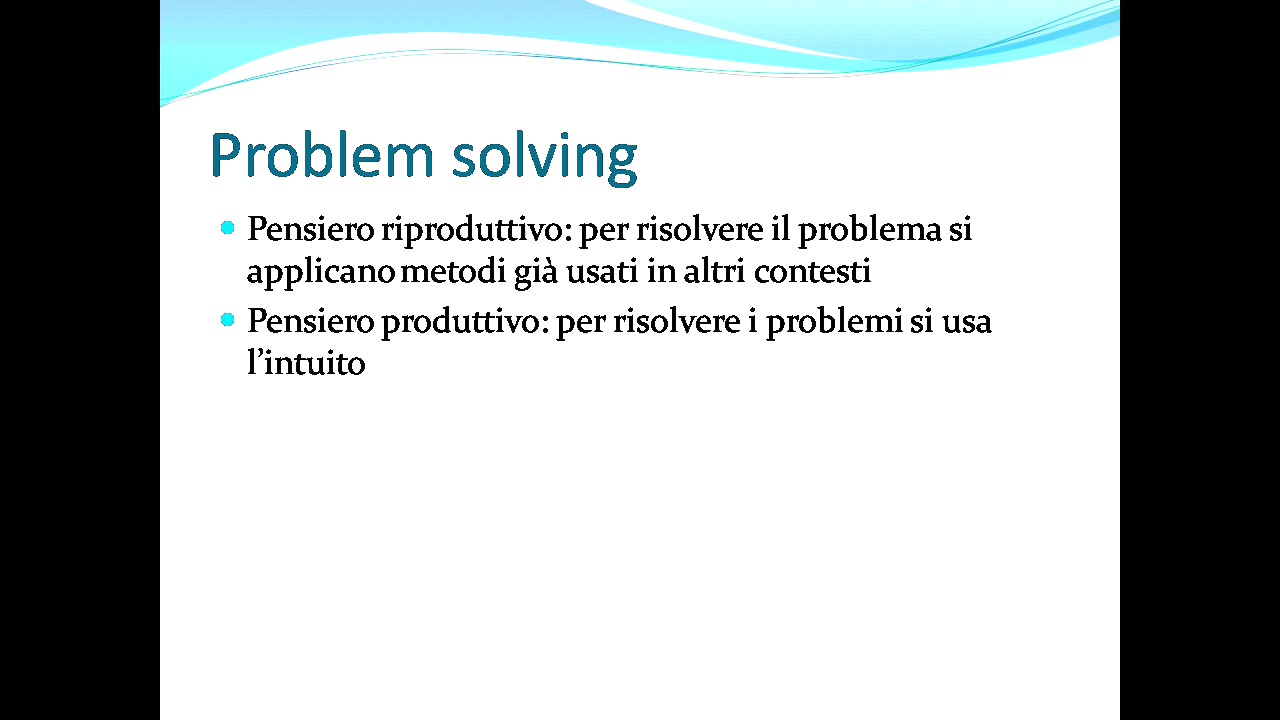 Problem solving
Pensiero riproduttivo: per risolvere il problema si
applicano metodi già usati in altri contesti
Pensiero produttivo: per risolvere i problemi si usa
l’intuito